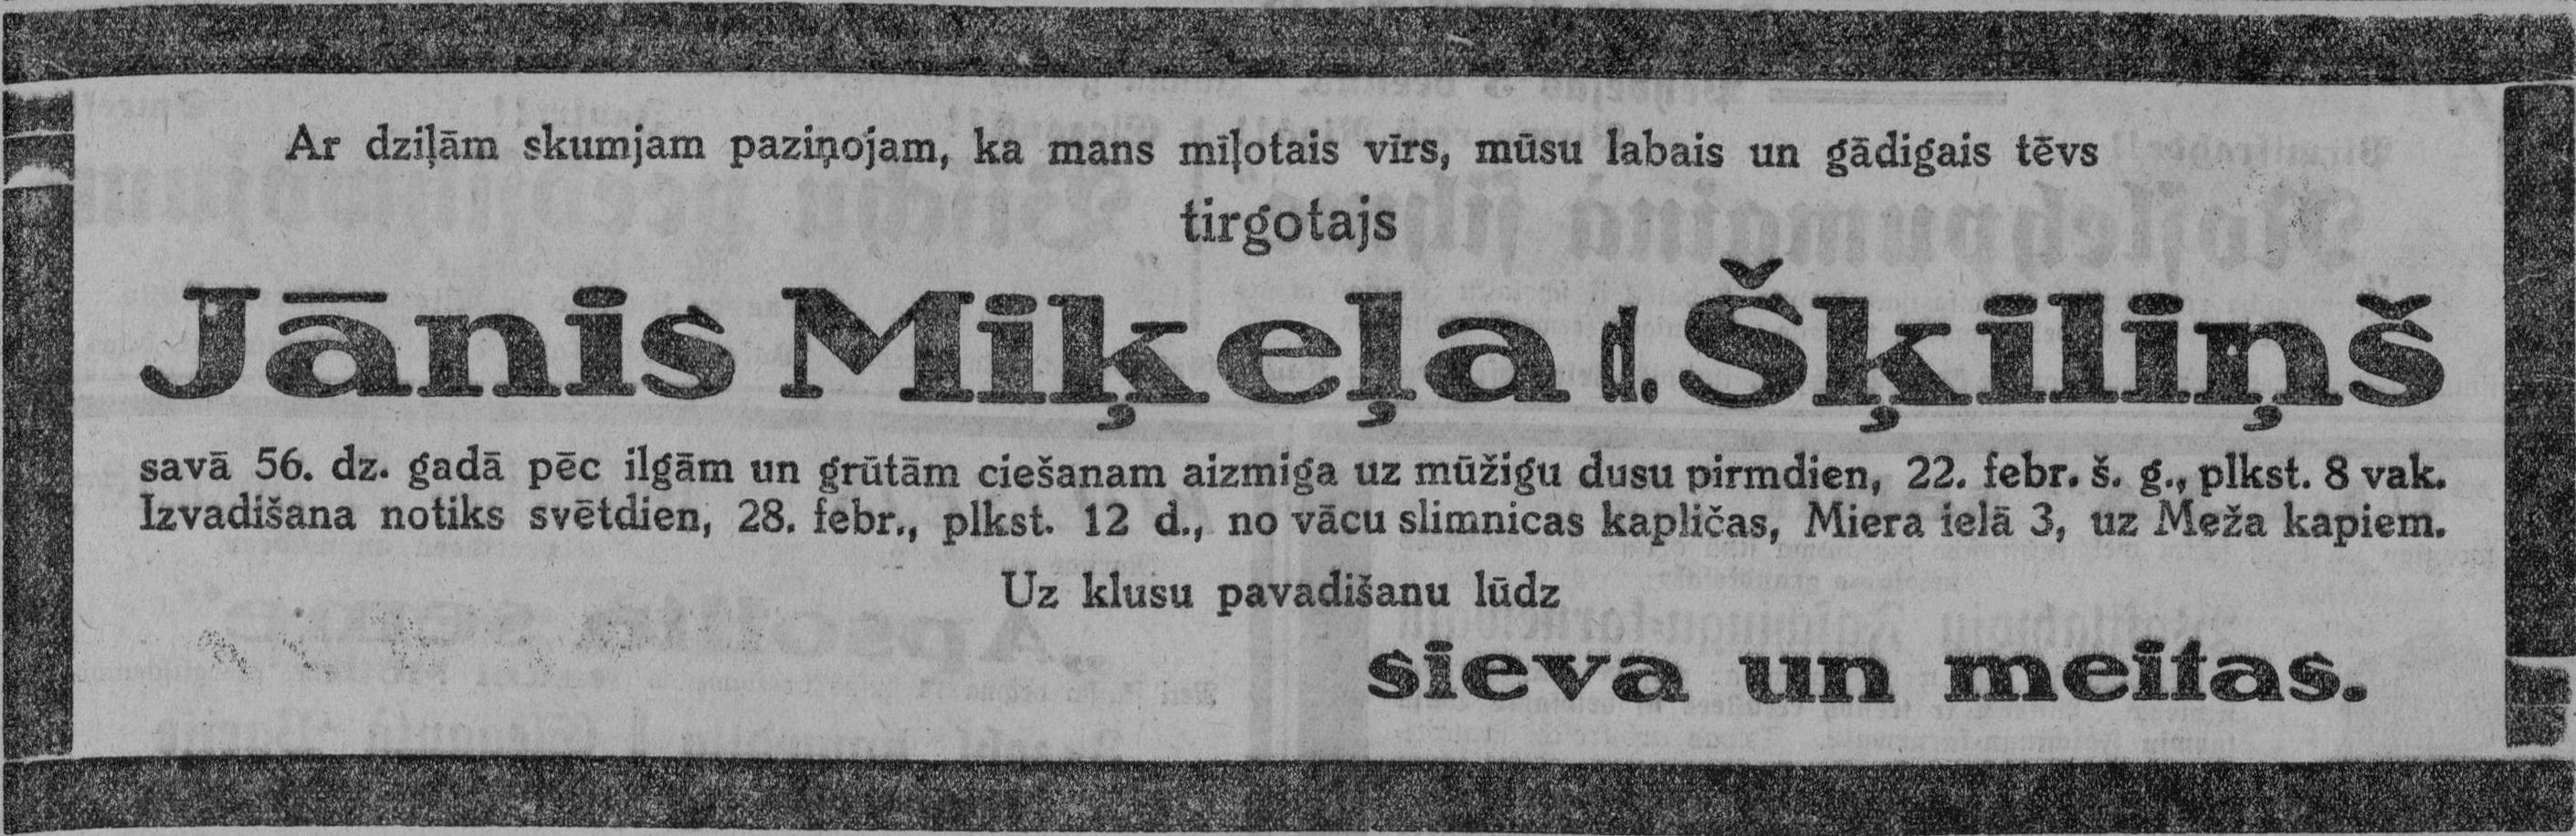 Ar dziļām skumjam paziņojam, ka mans mīļotais vīrs, mūsu labais un gādigais tēvs
tirgotajs
Jānis Miķeļa d. Šķiliņš
savā 56. dz. gadā pēc ilgām un grūtām ciešanam aizmiga uz mūžigu dusu pirmdien, 22. febr. š. g., plkst. 8 vak.
Izvadišana notiks svētdien, 28. febr., plkst. 12 d., no vācu slimnicas kapličas, Miera ielā 3, uz Meža kapiem.
Uz klusu pavadišanu lūdz
sieva un meitas.